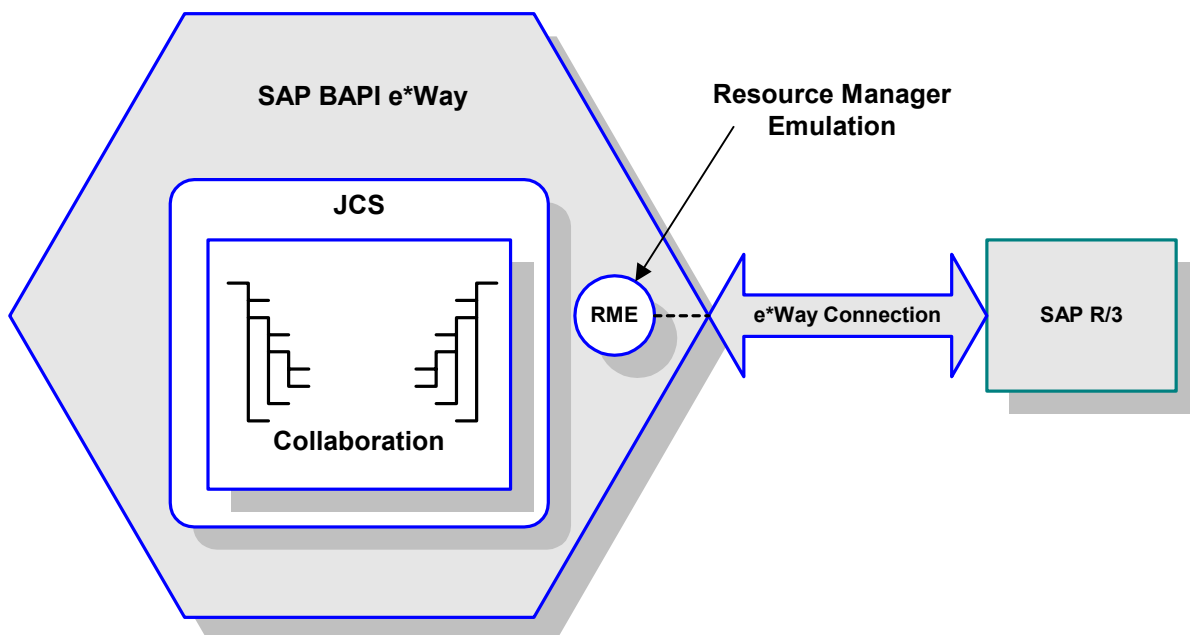 SAP BAPI e*Way
Resource Manager
Emulation
JCS
RME
e*Way Connection
SAP R/3
Collaboration